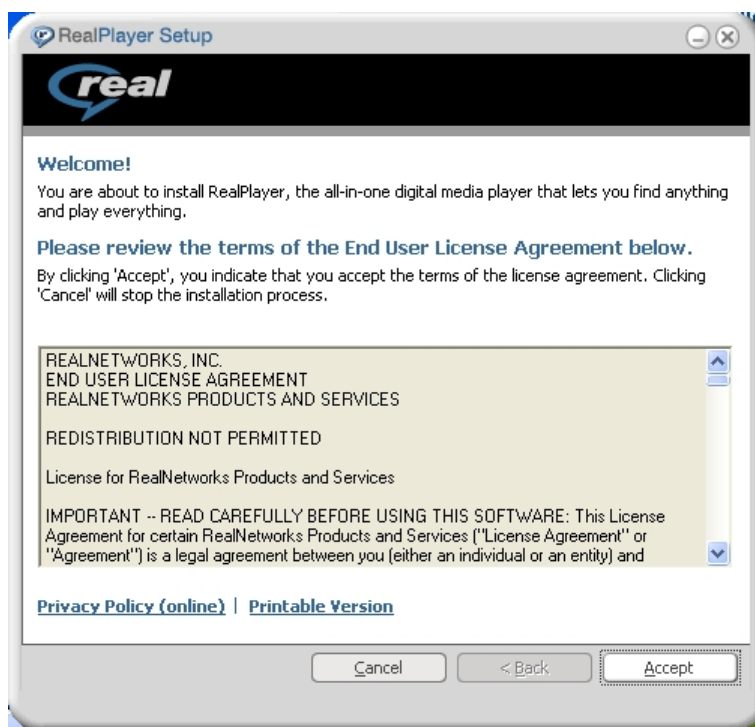 RealPlayer Setup
real
Welcome!
You are about to install RealPlayer, the all-in-one digital media player that lets you find anything
and play everything.
Please review the terms of the End User License Agreement below.
By clicking 'Accept', you indicate that you accept the terms of the license agreement. Clicking
'Cancel' will stop the installation process.
REALNETWORKS, INC.
END USER LICENSE AGREEMENT
REALNETWORKS PRODUCTS AND SERVICES
REDISTRIBUTION NOT PERMITTED
License for RealNetworks Products and Services
IMPORTANT -- READ CAREFULLY BEFORE USING THIS SOFTWARE: This License
Agreement for certain RealNetworks Products and Services ("License Agreement" or
"Agreement") is a legal agreement between you (either an individual or an entity) and
Privacy Policy (online) | Printable Version
Cancel < Back Accept